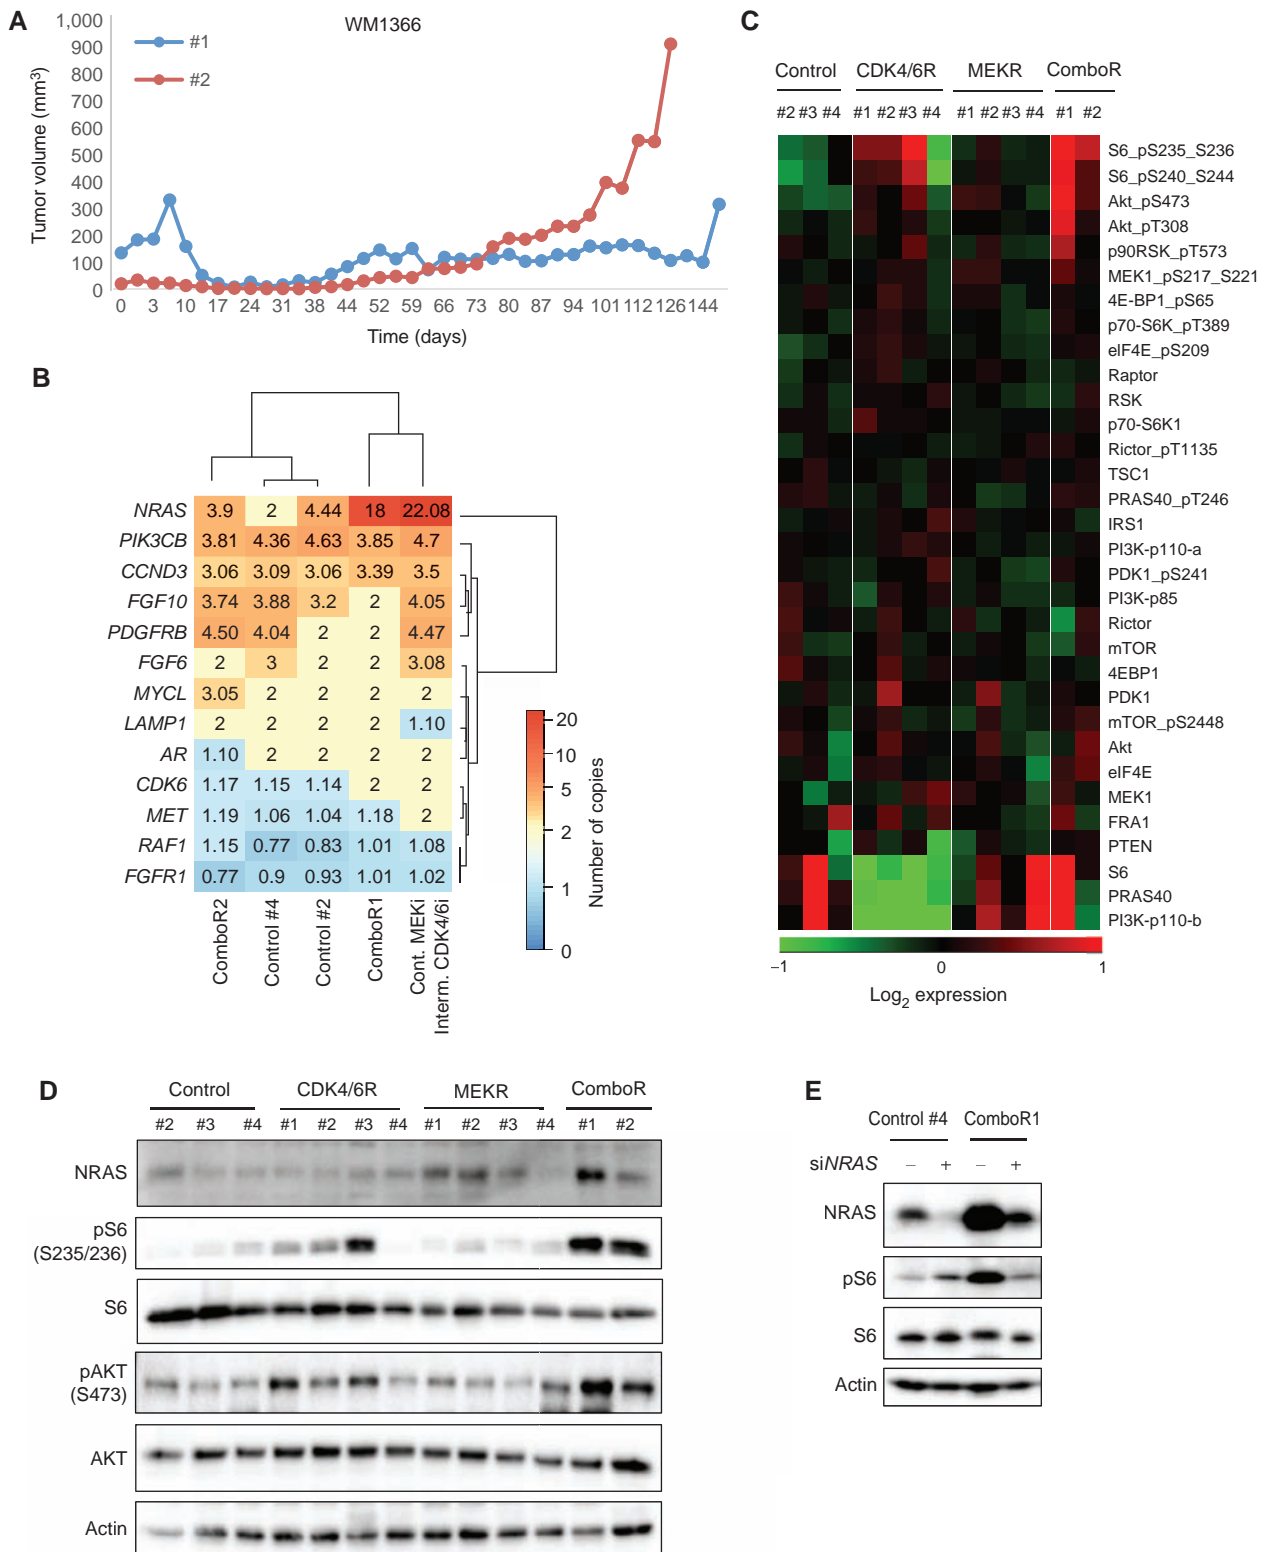 A
WM1366
#1
#2
Tumor volume (mm³)
1,000
900
800
700
600
500
400
300
200
100
0
0 3 10 17 24 31 38 44 52 59 66 73 80 87 94 101 112 126 144
Time (days)
B
NRAS 3.9 2 4.44 18 22.08
PIK3CB 3.81 4.36 4.63 3.85 4.7
CCND3 3.06 3.09 3.06 3.39 3.5
FGF10 3.74 3.88 3.2 2 4.05
PDGFRB 4.50 4.04 2 2 4.47
FGF6 2 3 2 2 3.08
MYCL 3.05 2 2 2 2
LAMP1 2 2 2 2 1.10
AR 1.10 2 2 2 2
CDK6 1.17 1.15 1.14 2 2
MET 1.19 1.06 1.04 1.18 2
RAF1 1.15 0.77 0.83 1.01 1.08
FGFR1 0.77 0.9 0.93 1.01 1.02
ComboR2
Control #4
Control #2
ComboR1
Cont. MEKi
Interm. CDK4/6i
20
10
5
2
1
0
Number of copies
C
Control CDK4/6R MEKR ComboR
#2 #3 #4 #1 #2 #3 #4 #1 #2 #3 #4 #1 #2
S6_pS235_S236
S6_pS240_S244
Akt_pS473
Akt_pT308
p90RSK_pT573
MEK1_pS217_S221
4E-BP1_pS65
p70-S6K_pT389
eIF4E_pS209
Raptor
RSK
p70-S6K1
Rictor_pT1135
TSC1
PRAS40_pT246
IRS1
PI3K-p110-a
PDK1_pS241
PI3K-p85
Rictor
mTOR
4EBP1
PDK1
mTOR_pS2448
Akt
eIF4E
MEK1
FRA1
PTEN
S6
PRAS40
PI3K-p110-b
−1 0 1
Log₂ expression
D
Control CDK4/6R MEKR ComboR
#2 #3 #4 #1 #2 #3 #4 #1 #2 #3 #4 #1 #2
NRAS
pS6
(S235/236)
S6
pAKT
(S473)
AKT
Actin
E
Control #4 ComboR1
siNRAS − + − +
NRAS
pS6
S6
Actin